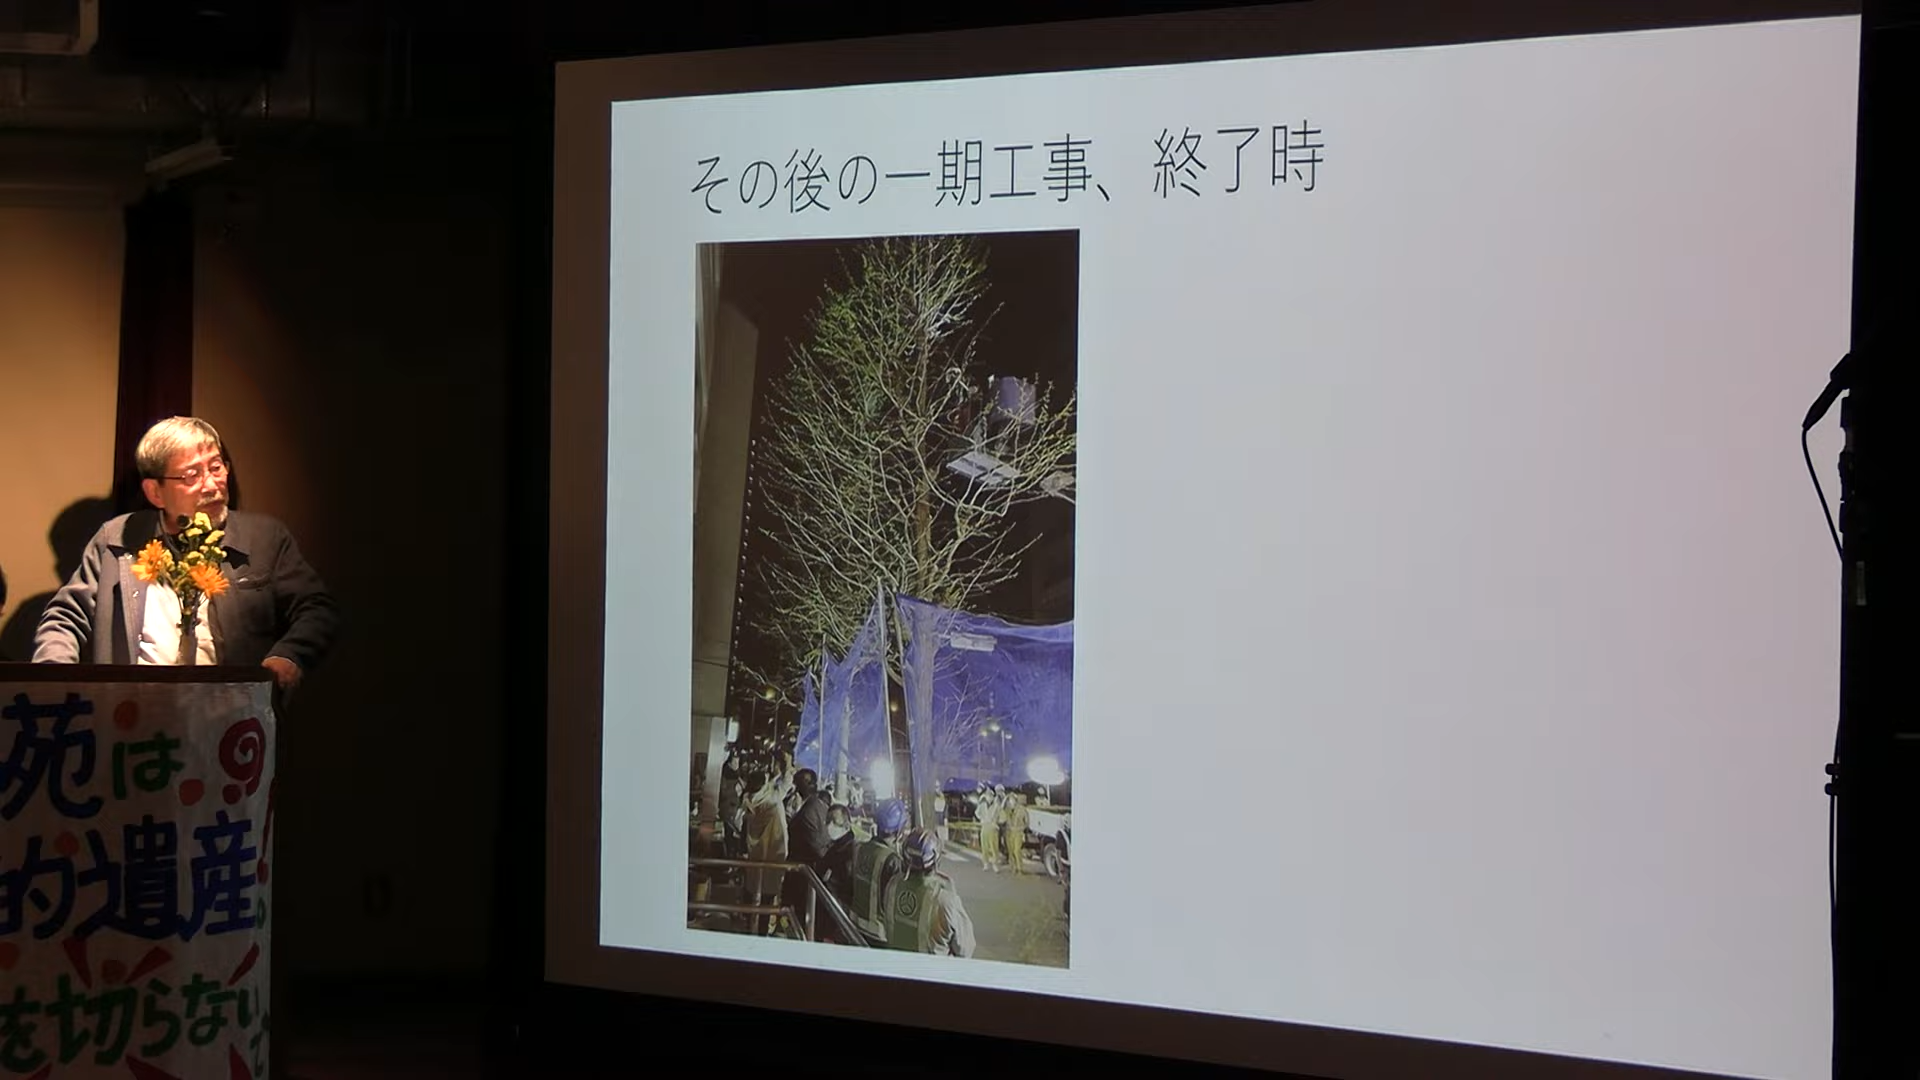 その後の一期工事、終了時
苑は
的遺産!
を切らないで